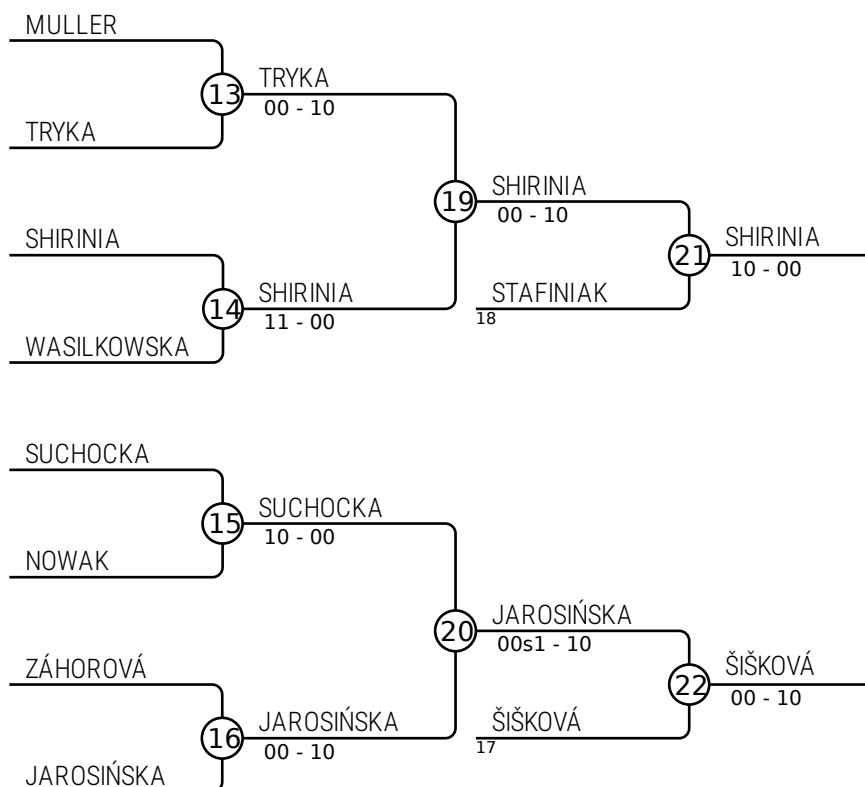 MULLER
13
TRYKA
00 - 10
TRYKA
19
SHIRINIA
00 - 10
SHIRINIA
14
SHIRINIA
11 - 00
WASILKOWSKA
STAFINIAK
18
21
SHIRINIA
10 - 00
SUCHOCKA
15
SUCHOCKA
10 - 00
NOWAK
20
JAROSIŃSKA
00s1 - 10
ZÁHOROVÁ
16
JAROSIŃSKA
00 - 10
JAROSIŃSKA
ŠIŠKOVÁ
17
22
ŠIŠKOVÁ
00 - 10